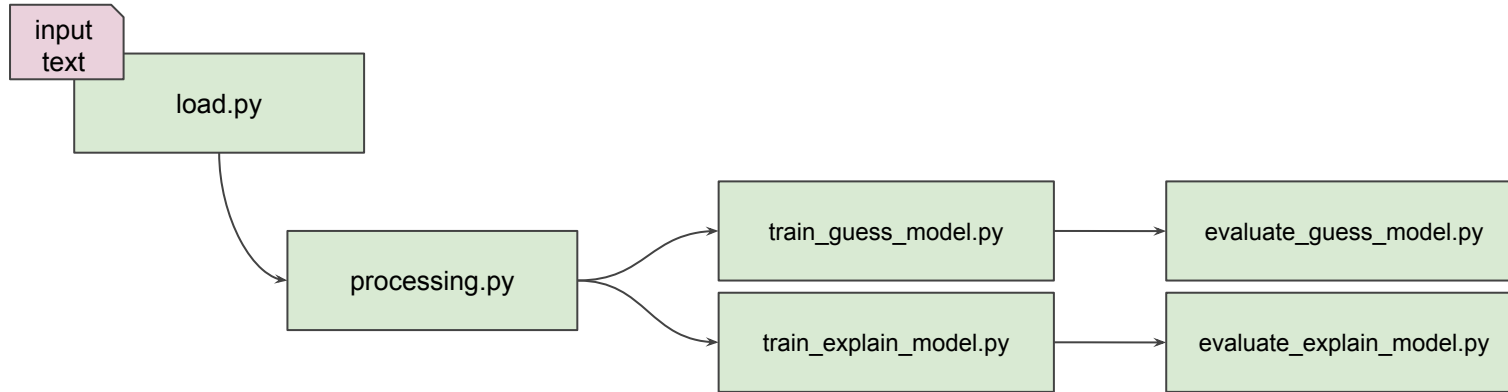 input
text
load.py
processing.py
train_guess_model.py
evaluate_guess_model.py
train_explain_model.py
evaluate_explain_model.py